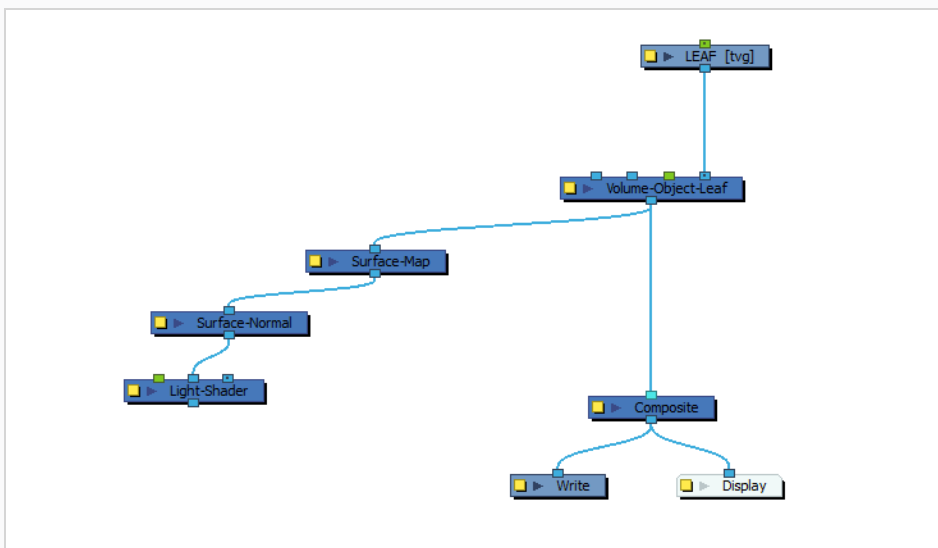 LEAF [tvg]
Volume-Object-Leaf
Surface-Map
Surface-Normal
Light-Shader
Composite
Write
Display